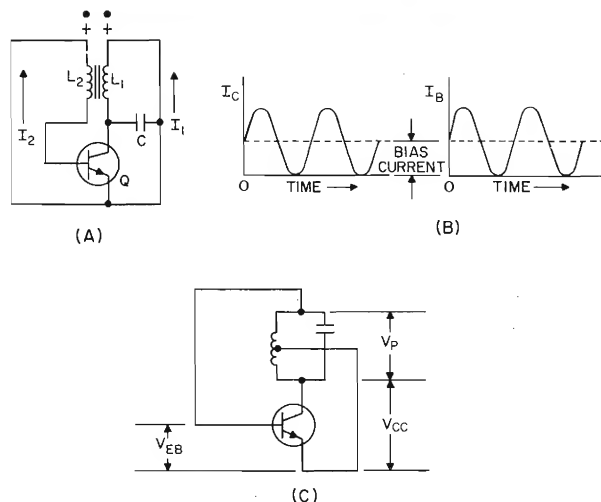 + +
L2 L1
I2
C
I1
Q
(A)
IC
O
TIME
BIAS
CURRENT
IB
O
TIME
(B)
VP
VCC
VEB
(C)